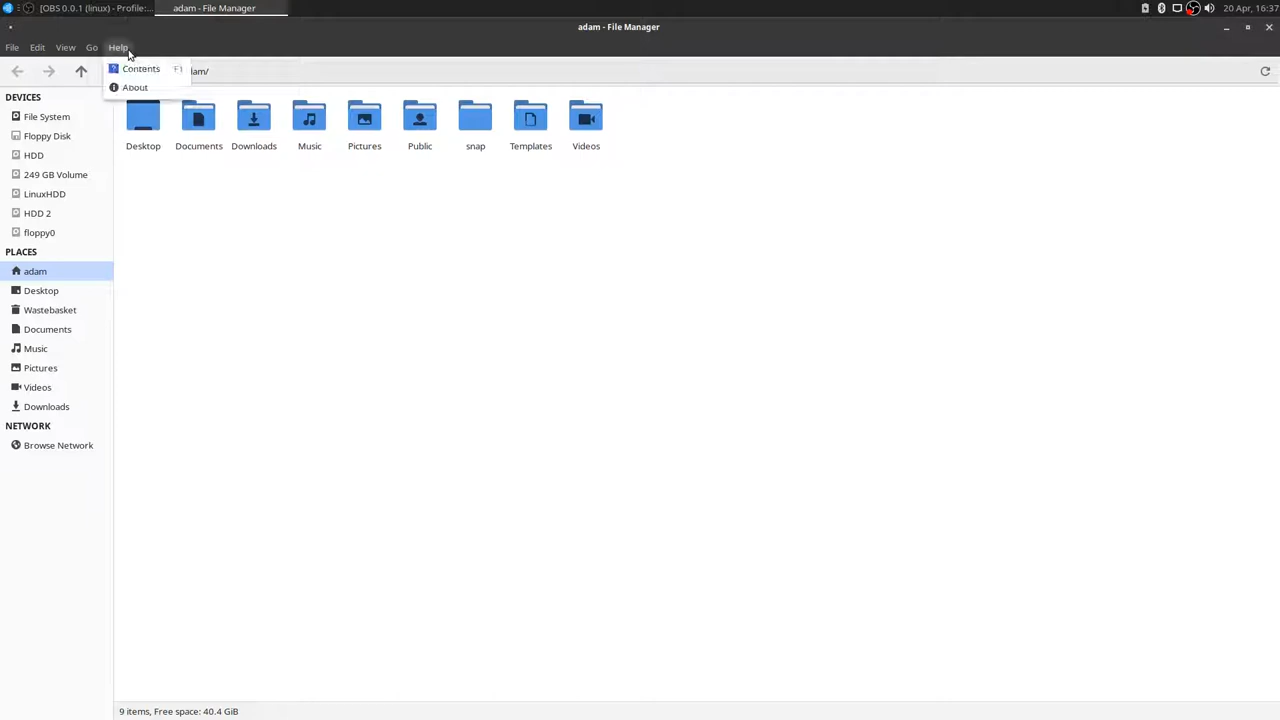 [OBS 0.0.1 (linux) - Profile:...
adam - File Manager
20 Apr, 16:37
adam - File Manager
File Edit View Go Help
Contents F1
About
DEVICES
File System
Floppy Disk
HDD
249 GB Volume
LinuxHDD
HDD 2
floppy0
PLACES
adam
Desktop
Wastebasket
Documents
Music
Pictures
Videos
Downloads
NETWORK
Browse Network
Desktop Documents Downloads Music Pictures Public snap Templates Videos
9 items, Free space: 40.4 GiB